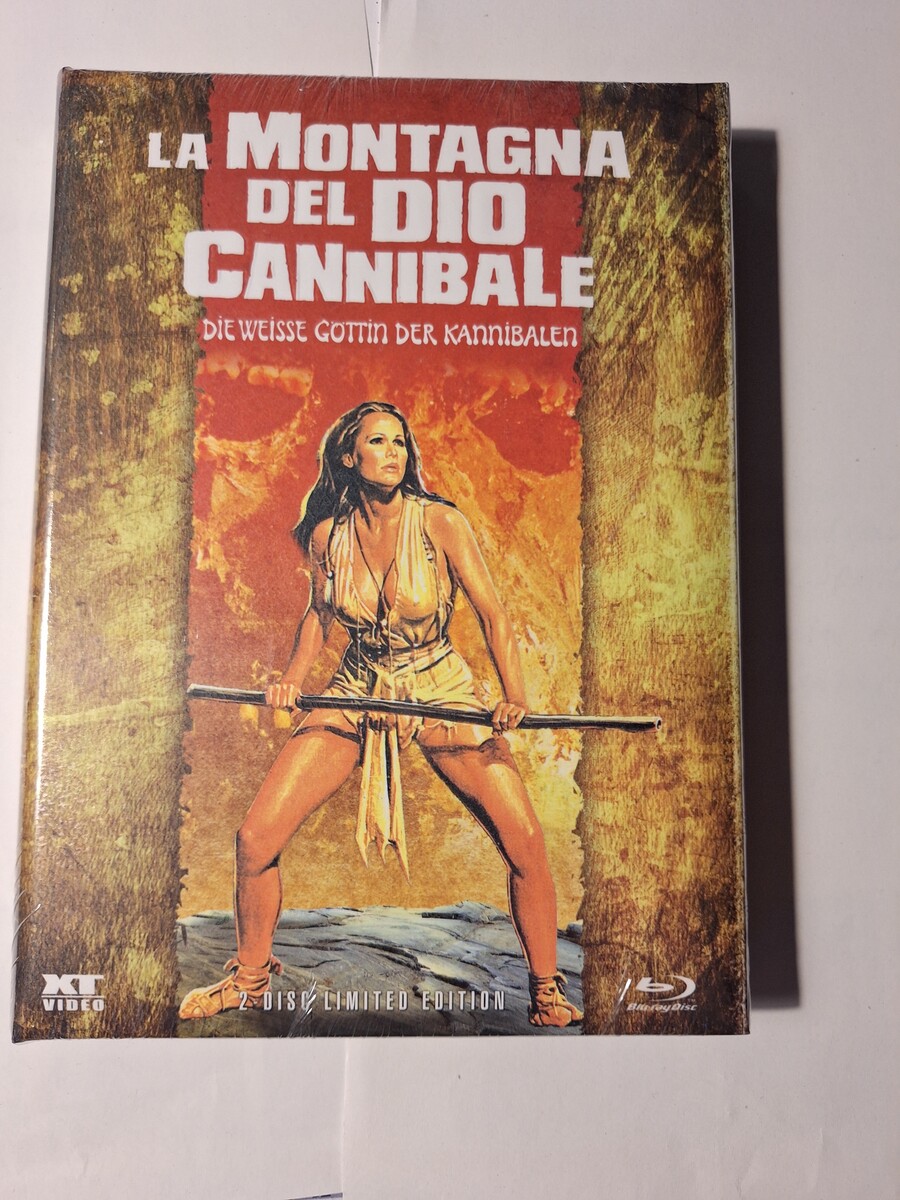 LA MONTAGNA
DEL DIO
CANNIBALE
DIE WEISSE GÖTTIN DER KANNIBALEN
XT
VIDEO
2-DISC LIMITED EDITION
Blu-ray Disc